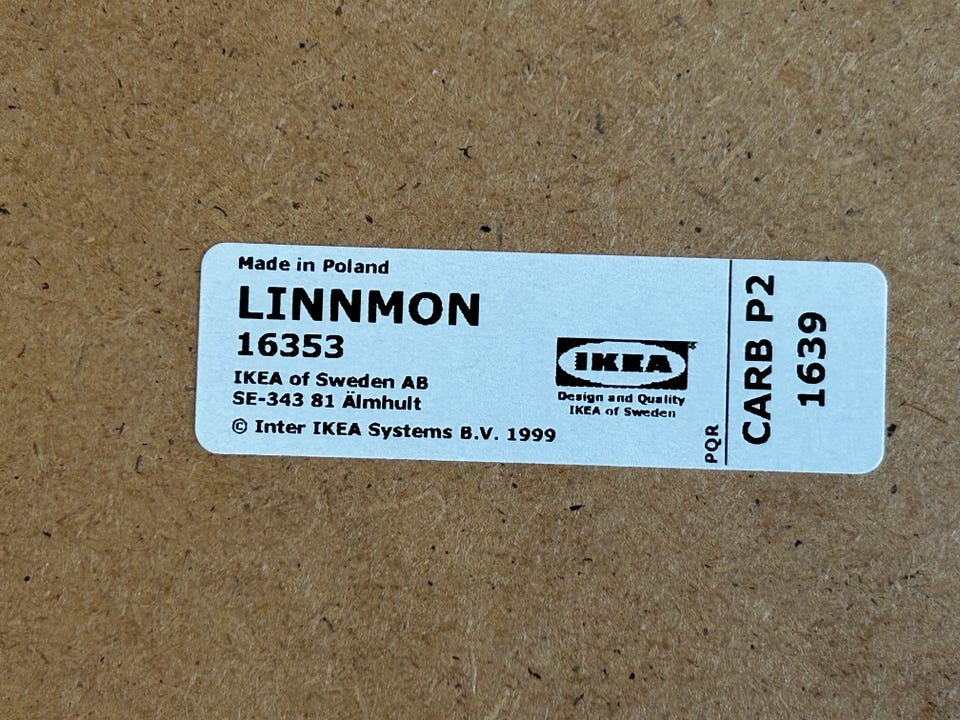 Made in Poland
LINNMON
16353
IKEA of Sweden AB
SE-343 81 Älmhult
© Inter IKEA Systems B.V. 1999
IKEA®
Design and Quality
IKEA of Sweden
PQR
CARB P2
1639